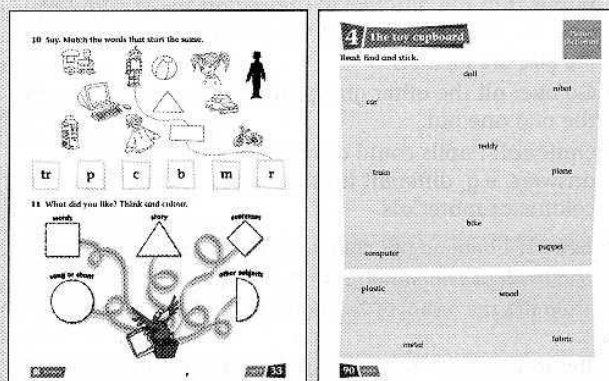 10 Say. Match the words that start the same.
tr p c b m r
11 What did you like? Think and colour.
words story
song or chant other subjects
33
4 The toy cupboard
Read, find and stick.
doll
robot
car
teddy
train plane
bike
computer puppet
plastic wood
metal fabric
90